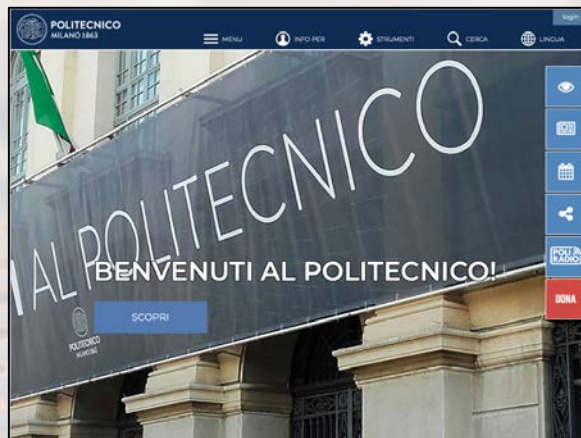 POLITECNICO
MILANO 1863
login
MENU
INFO PER
STRUMENTI
CERCA
LINGUA
AL POLITECNICO
BENVENUTI AL POLITECNICO!
SCOPRI
POLITECNICO
MILANO 1863
POLI
RADIO
DONA